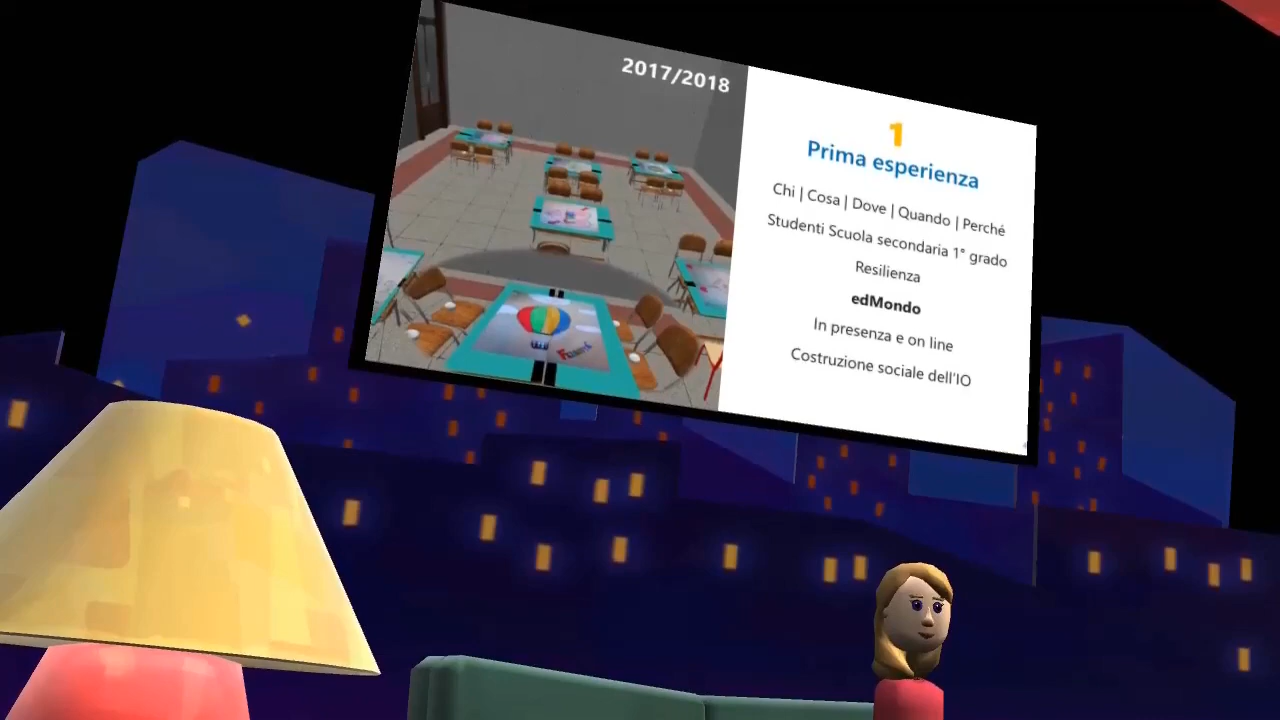 2017/2018
1
Prima esperienza
Chi | Cosa | Dove | Quando | Perché
Studenti Scuola secondaria 1° grado
Resilienza
edMondo
In presenza e on line
Costruzione sociale dell'IO